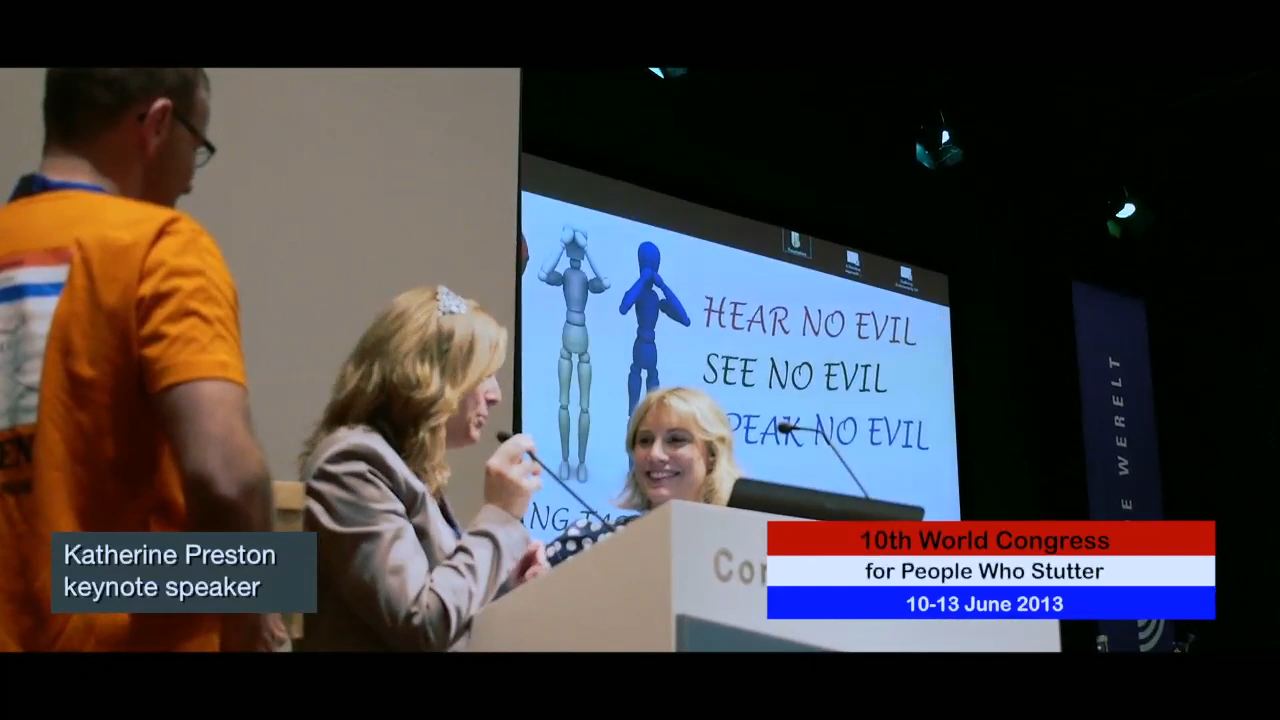 HEAR NO EVIL
SEE NO EVIL
SPEAK NO EVIL
WERELT
Katherine Preston
keynote speaker
10th World Congress
for People Who Stutter
10-13 June 2013